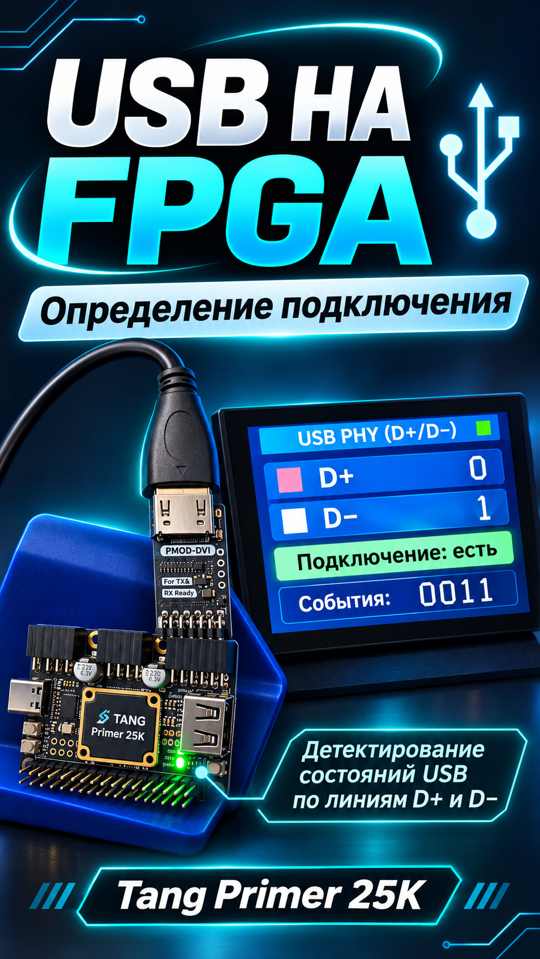 USB НА
FPGA
Определение подключения
USB PHY (D+/D–)
D+ 0
D– 1
Подключение: есть
События: 0011
PMOD-DVI
For TX&
RX Ready
TANG
Primer 25K
Детектирование
состояний USB
по линиям D+ и D–
Tang Primer 25K